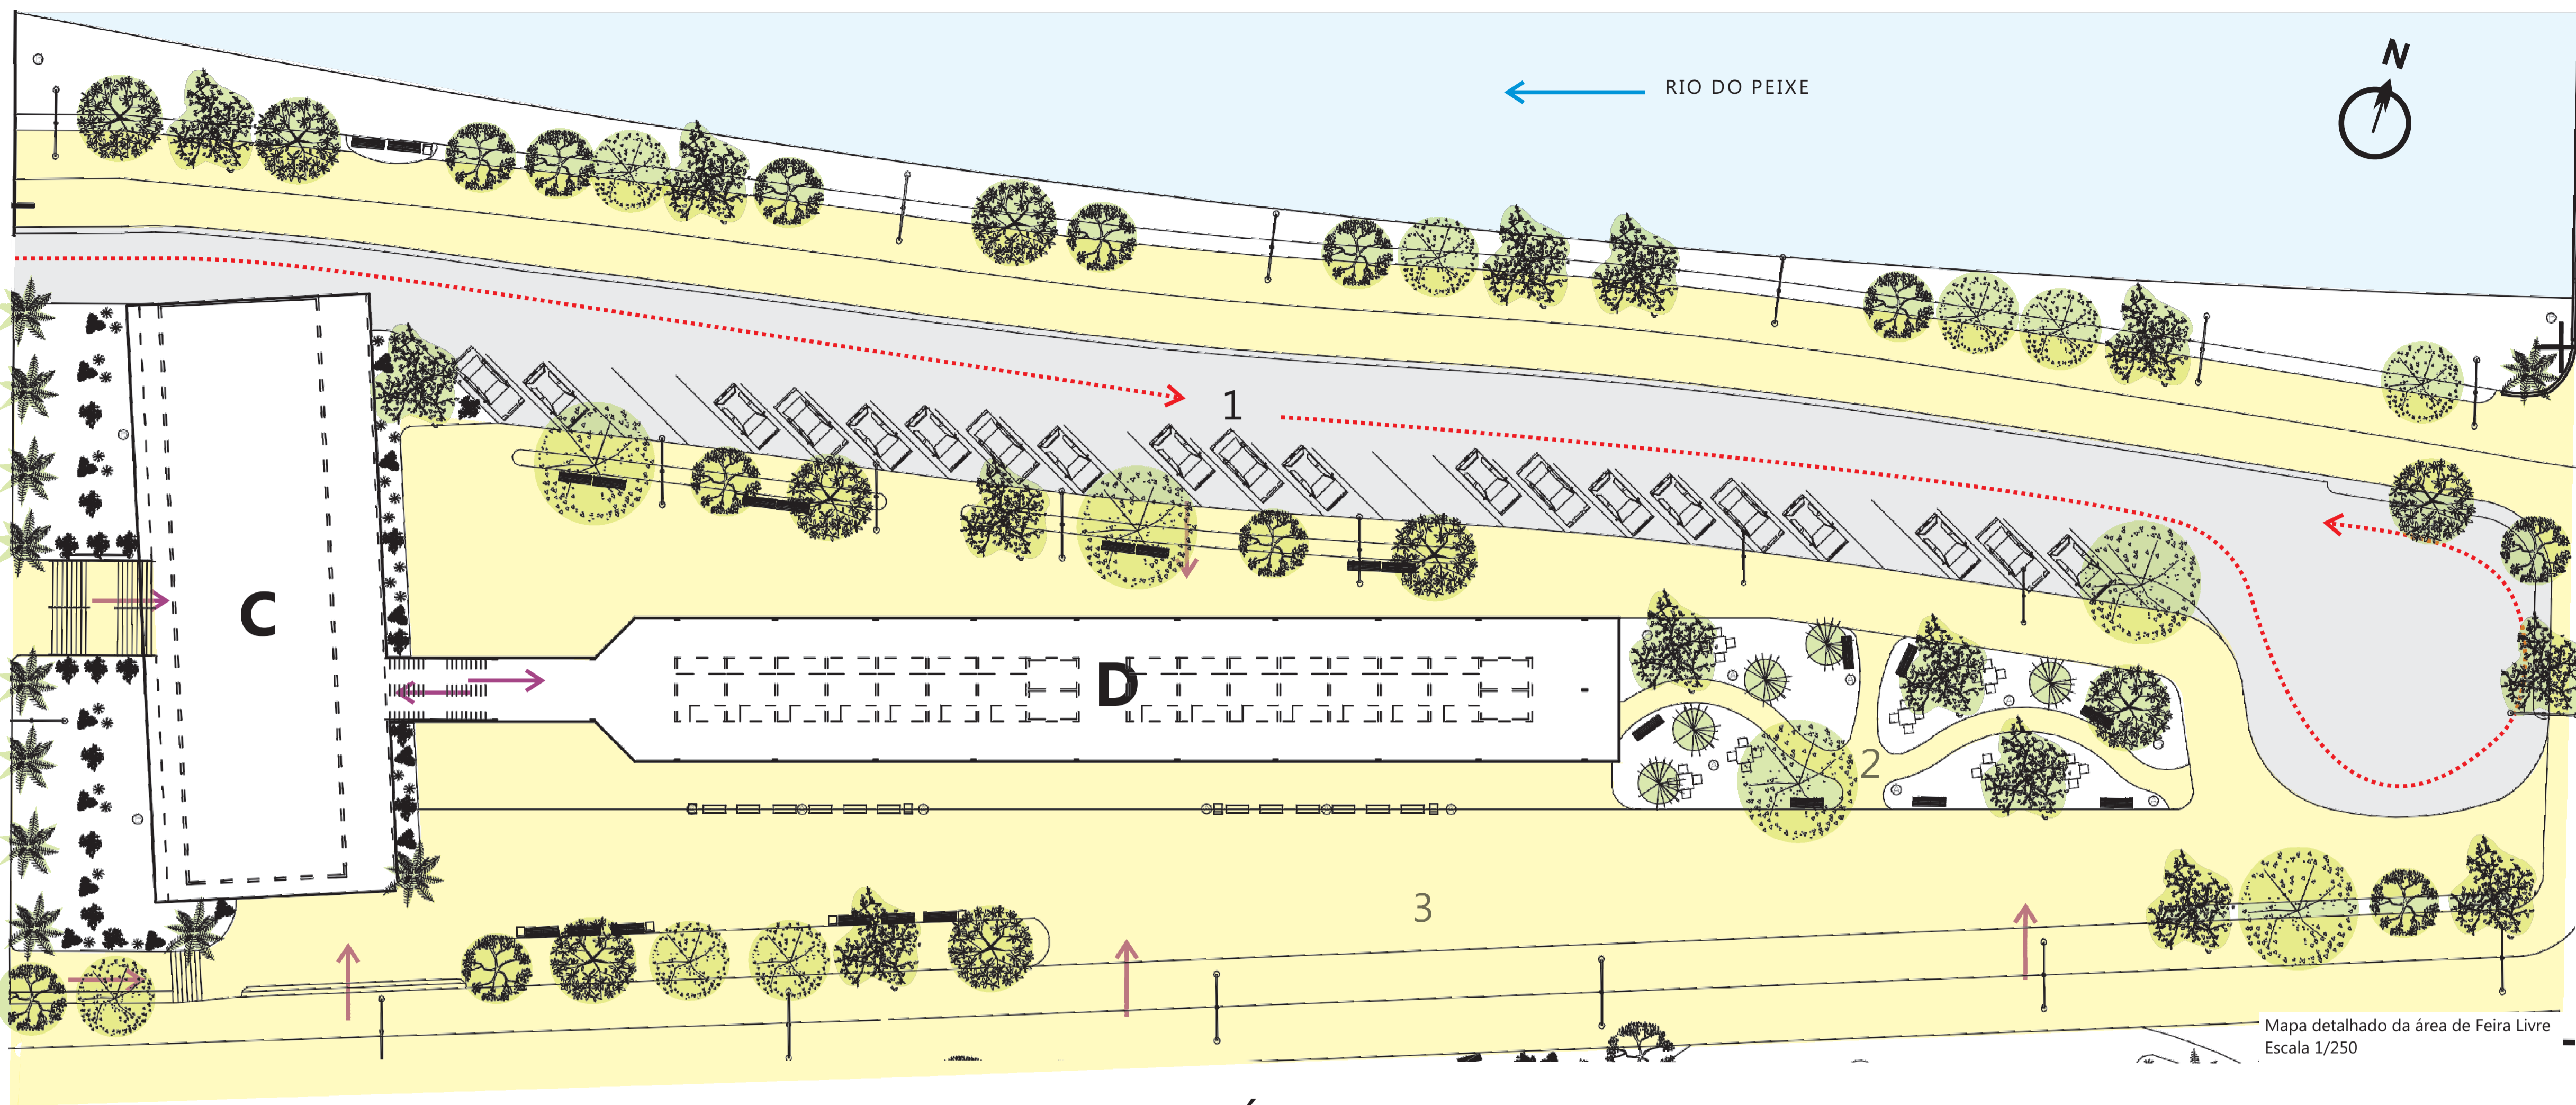 N
RIO DO PEIXE
1
C
D
2
3
Mapa detalhado da área de Feira Livre
Escala 1/250